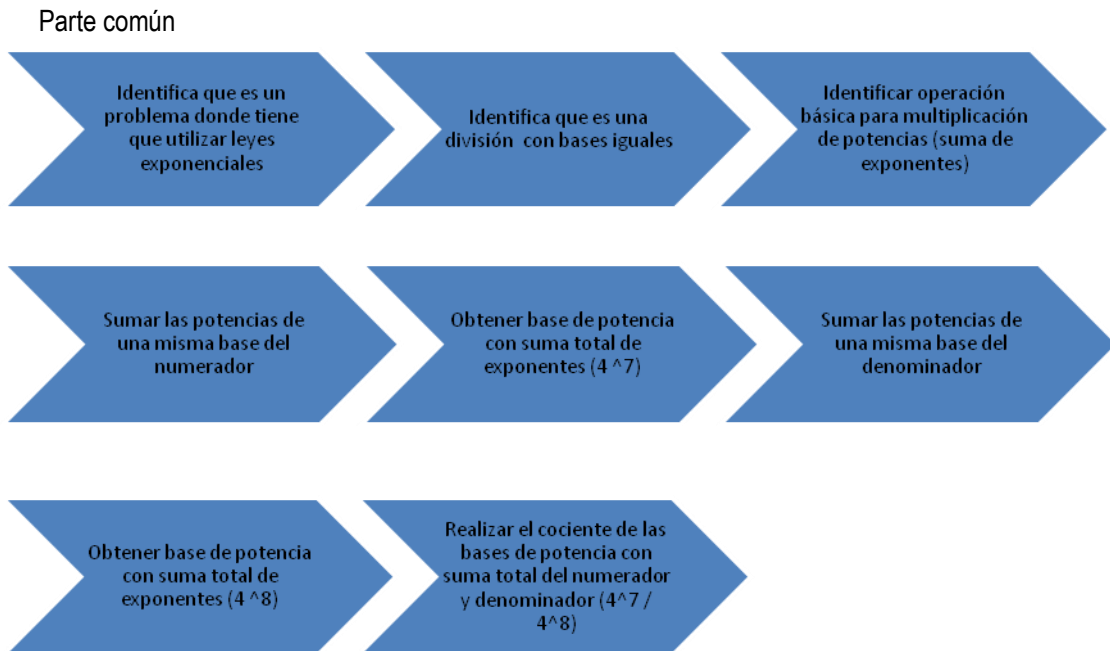 Parte común
Identifica que es un
problema donde tiene
que utilizar leyes
exponenciales
Identifica que es una
división con bases iguales
Identificar operación
básica para multiplicación
de potencias (suma de
exponentes)
Sumar las potencias de
una misma base del
numerador
Obtener base de potencia
con suma total de
exponentes (4 ^7)
Sumar las potencias de
una misma base del
denominador
Obtener base de potencia
con suma total de
exponentes (4 ^8)
Realizar el cociente de las
bases de potencia con
suma total del numerador
y denominador (4^7 /
4^8)